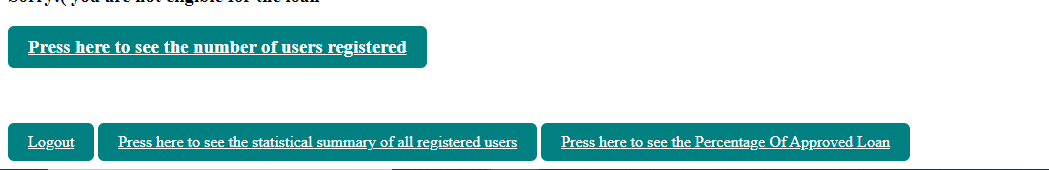 Sorry:( you are not eligible for the loan
Press here to see the number of users registered
Logout
Press here to see the statistical summary of all registered users
Press here to see the Percentage Of Approved Loan